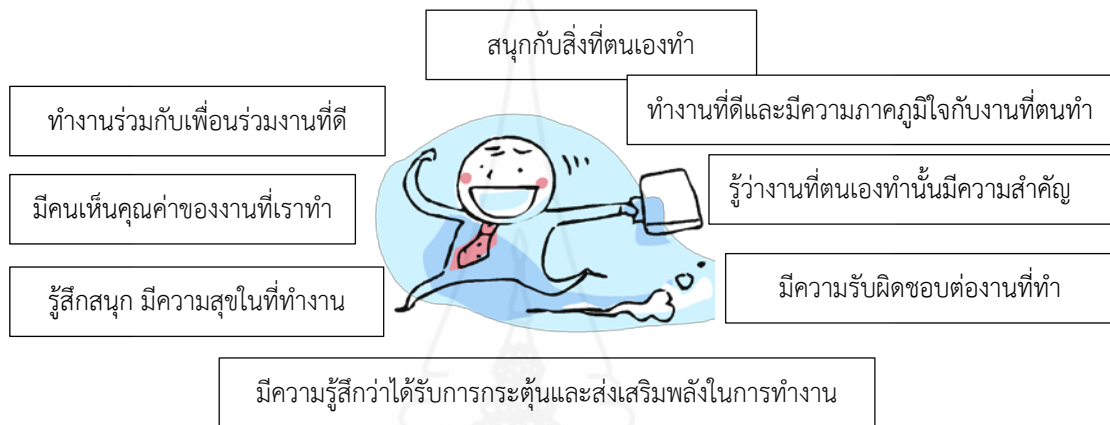 สนุกกับสิ่งที่ตนเองทำ
ทำงานร่วมกับเพื่อนร่วมงานที่ดี
ทำงานที่ดีและมีความภาคภูมิใจกับงานที่ตนทำ
มีคนเห็นคุณค่าของงานที่เราทำ
รู้ว่างานที่ตนเองทำนั้นมีความสำคัญ
รู้สึกสนุก มีความสุขในที่ทำงาน
มีความรับผิดชอบต่องานที่ทำ
มีความรู้สึกว่าได้รับการกระตุ้นและส่งเสริมพลังในการทำงาน